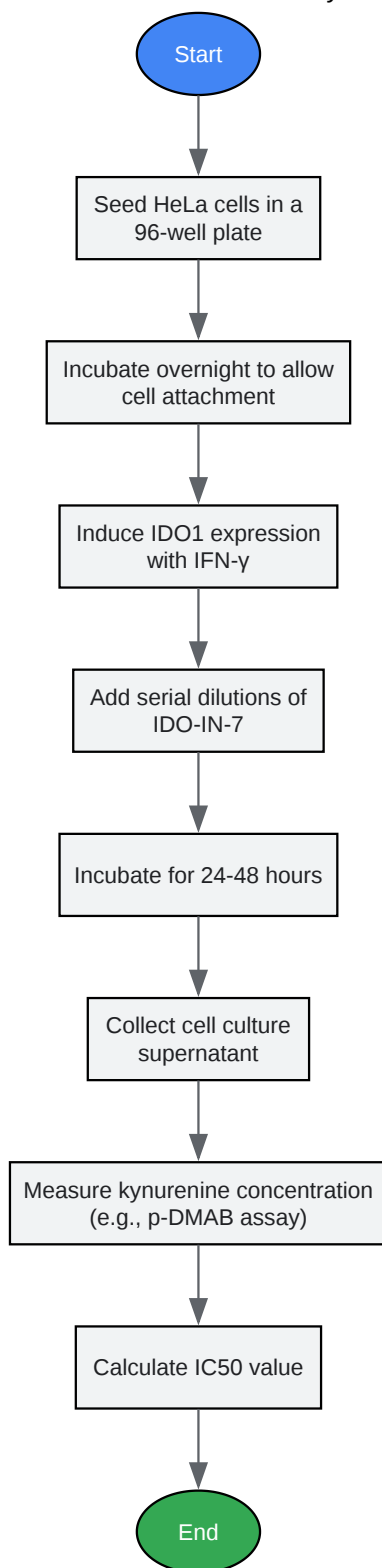 Start
Seed HeLa cells in a
96-well plate
Incubate overnight to allow
cell attachment
Induce IDO1 expression
with IFN-γ
Add serial dilutions of
IDO-IN-7
Incubate for 24-48 hours
Collect cell culture
supernatant
Measure kynurenine concentration
(e.g., p-DMAB assay)
Calculate IC50 value
End